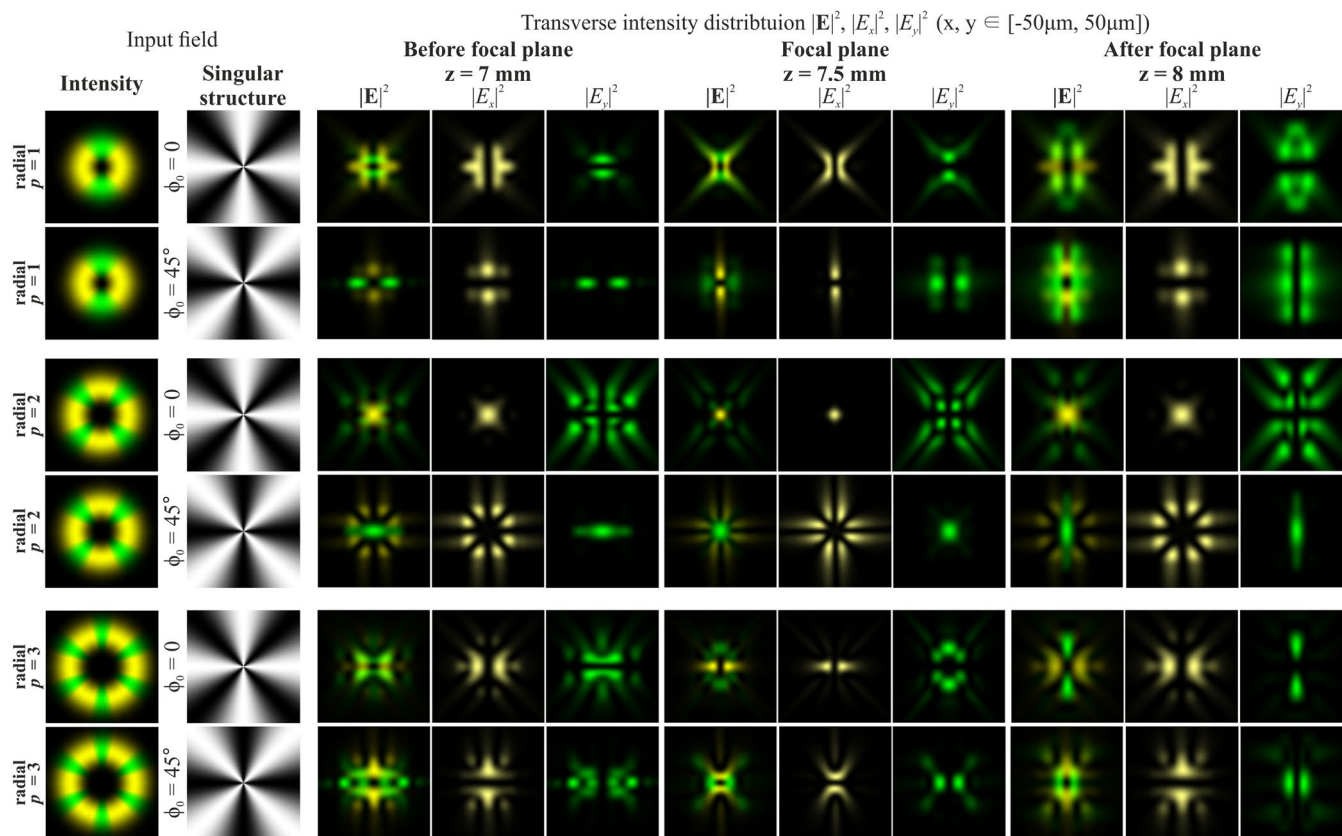 Transverse intensity distribtuion |E|², |Eₓ|², |Eᵧ|² (x, y ∈ [-50μm, 50μm])
Input field
Before focal plane
Focal plane
After focal plane
Intensity
Singular
structure
z = 7 mm
z = 7.5 mm
z = 8 mm
|E|² |Eₓ|² |Eᵧ|² |E|² |Eₓ|² |Eᵧ|² |E|² |Eₓ|² |Eᵧ|²
radial
p = 1
ϕ₀ = 0
radial
p = 1
ϕ₀ = 45°
radial
p = 2
ϕ₀ = 0
radial
p = 2
ϕ₀ = 45°
radial
p = 3
ϕ₀ = 0
radial
p = 3
ϕ₀ = 45°